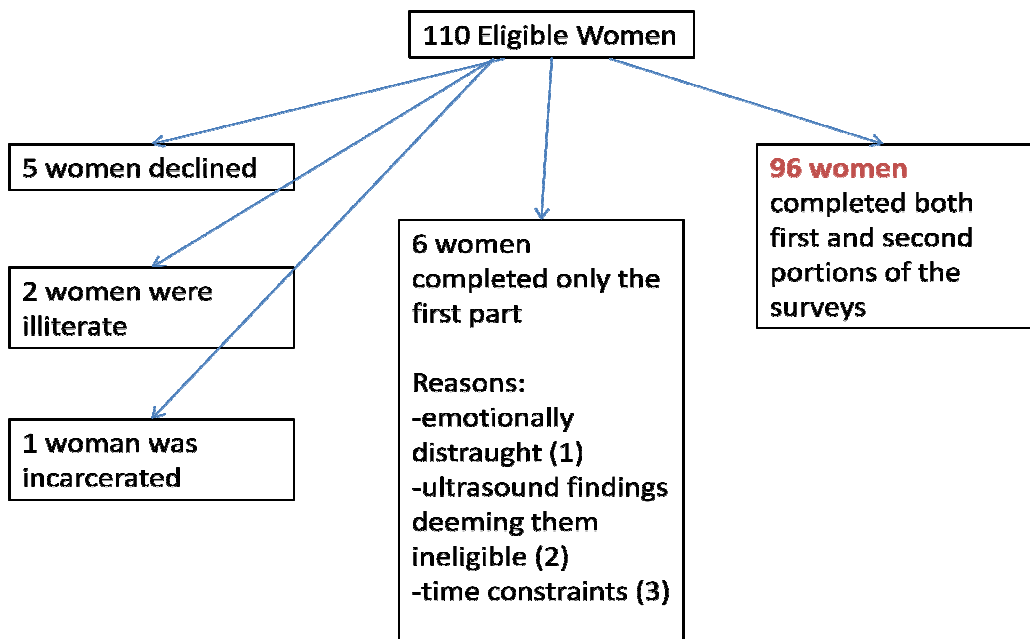 110 Eligible Women
5 women declined
2 women were
illiterate
1 woman was
incarcerated
6 women
completed only the
first part
Reasons:
-emotionally
distraught (1)
-ultrasound findings
deeming them
ineligible (2)
-time constraints (3)
96 women
completed both
first and second
portions of the
surveys